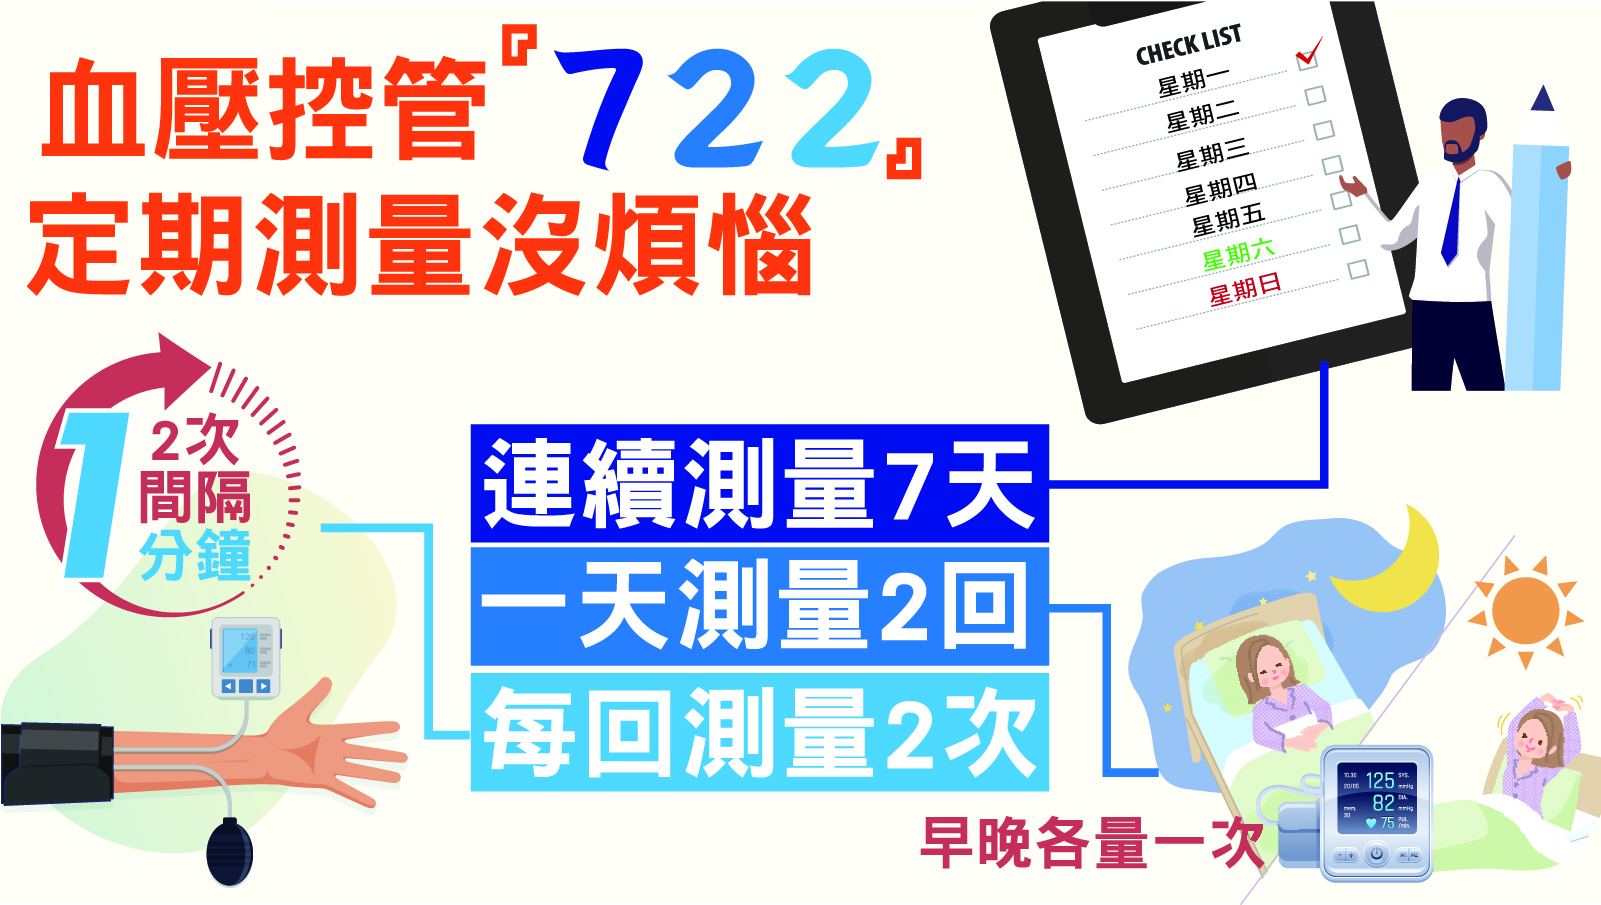 血壓控管『722』
定期測量沒煩惱
CHECK LIST
星期一
星期二
星期三
星期四
星期五
星期六
星期日
1
2次
間隔
分鐘
連續測量7天
一天測量2回
每回測量2次
早晚各量一次
120
80
71
10.30
20/05
125
SYS.
mmHg
82
DIA.
mmHg
mem.
30
75
PUL
/min.
- +
M1 M2